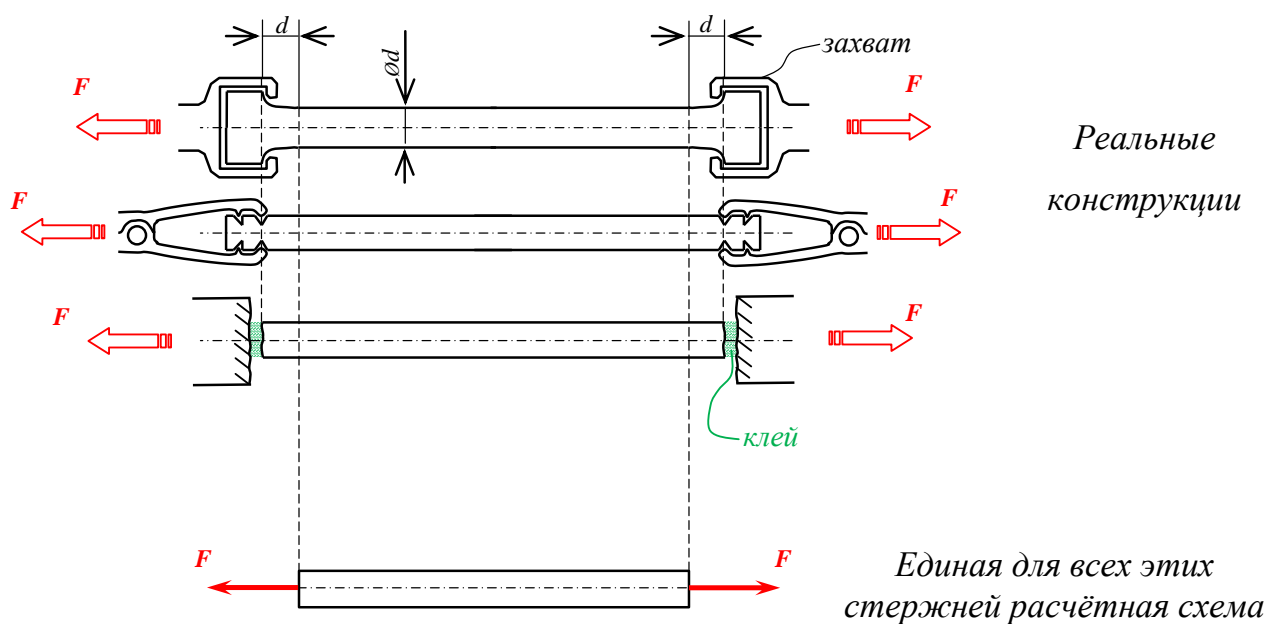 d
d
захват
Ød
F
F
Реальные
конструкции
F
F
F
F
клей
F
F
Единая для всех этих
стержней расчётная схема